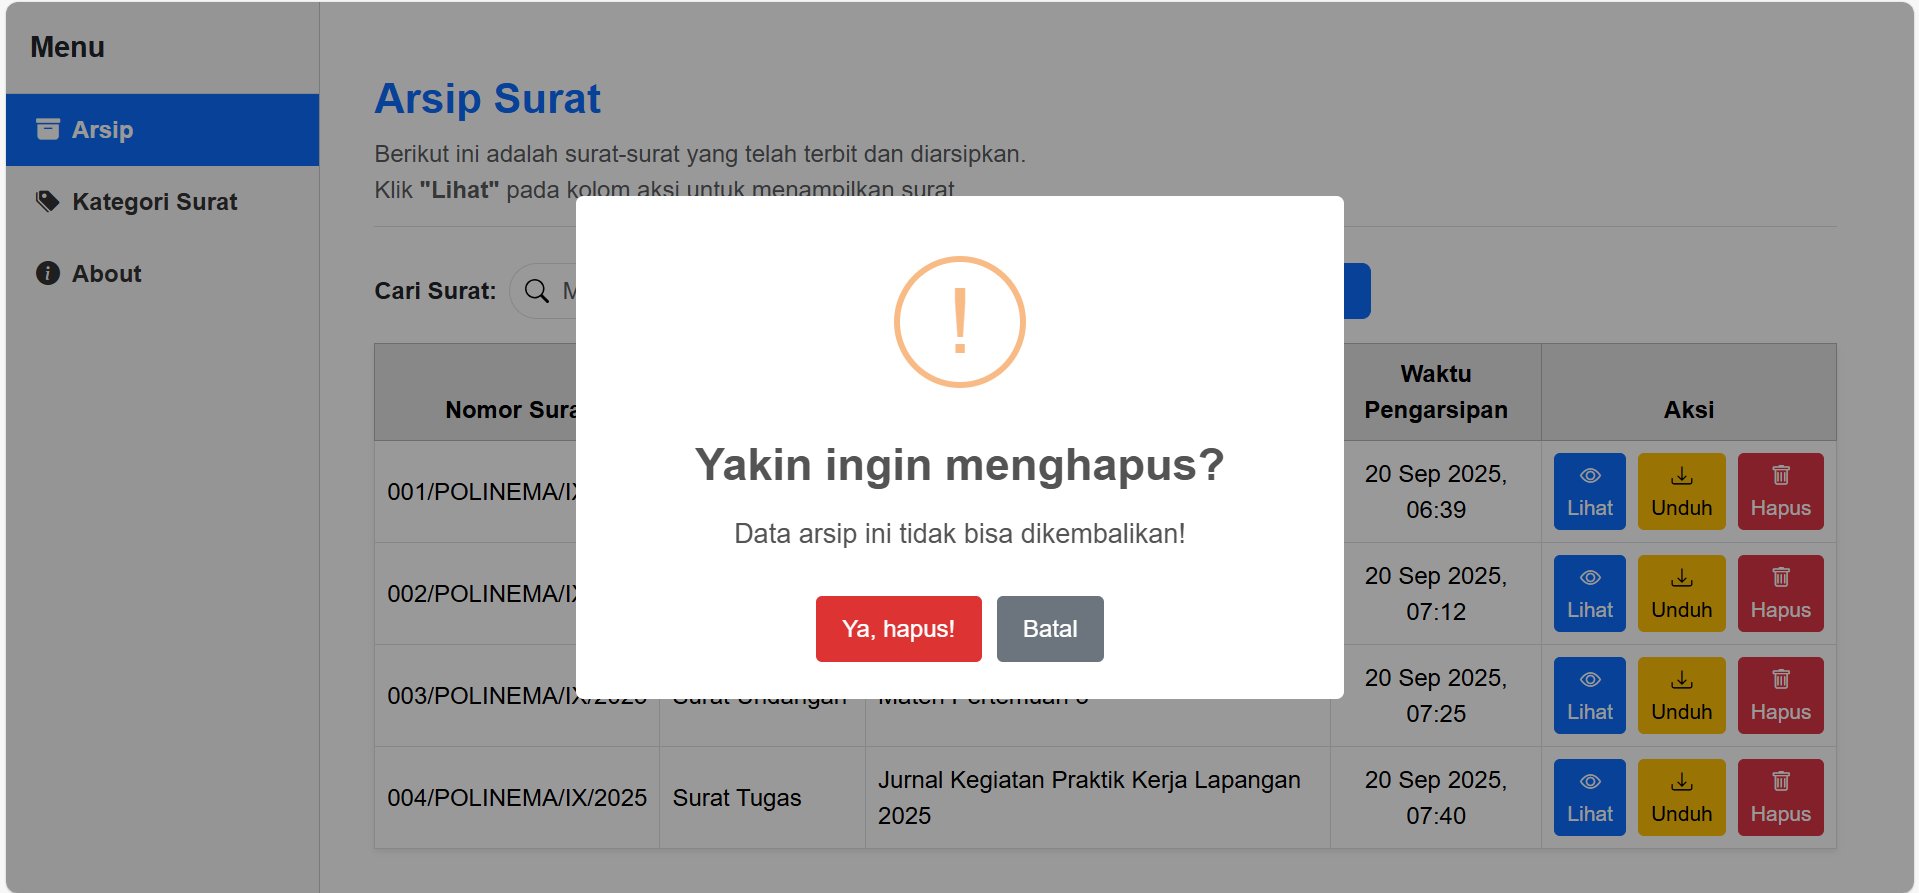 Menu
Arsip
Kategori Surat
About
Arsip Surat
Berikut ini adalah surat-surat yang telah terbit dan diarsipkan.
Klik "Lihat" pada kolom aksi untuk menampilkan surat
Cari Surat:
!
Yakin ingin menghapus?
Data arsip ini tidak bisa dikembalikan!
Ya, hapus!
Batal
Nomor
Waktu
Pengarsipan
Aksi
001/POLINEMA/
20 Sep 2025,
06:39
Lihat
Unduh
Hapus
002/POLINEMA/
20 Sep 2025,
07:12
Lihat
Unduh
Hapus
003/POLINEMA/IX/2025
Surat Undangan
Materi Pertemuan
20 Sep 2025,
07:25
Lihat
Unduh
Hapus
004/POLINEMA/IX/2025
Surat Tugas
Jurnal Kegiatan Praktik Kerja Lapangan
2025
20 Sep 2025,
07:40
Lihat
Unduh
Hapus